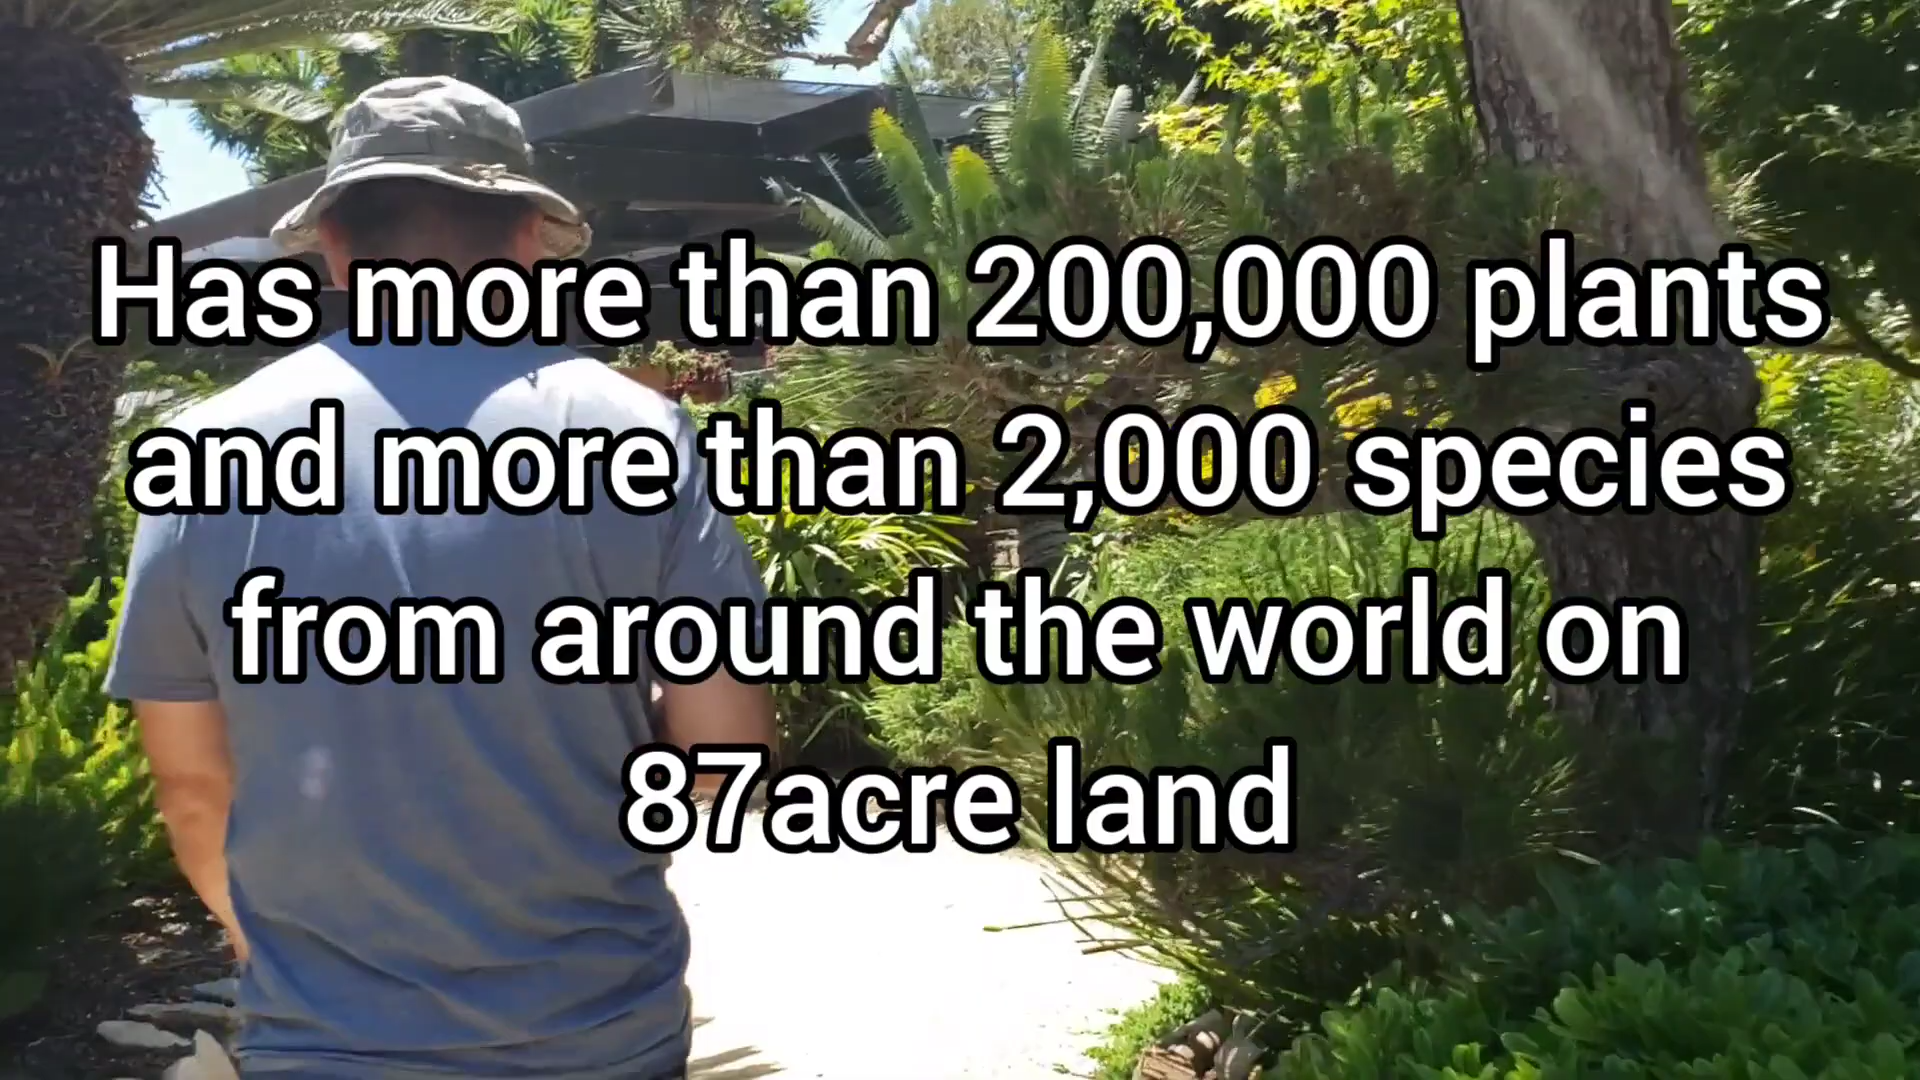 Has more than 200,000 plants
and more than 2,000 species
from around the world on
87acre land